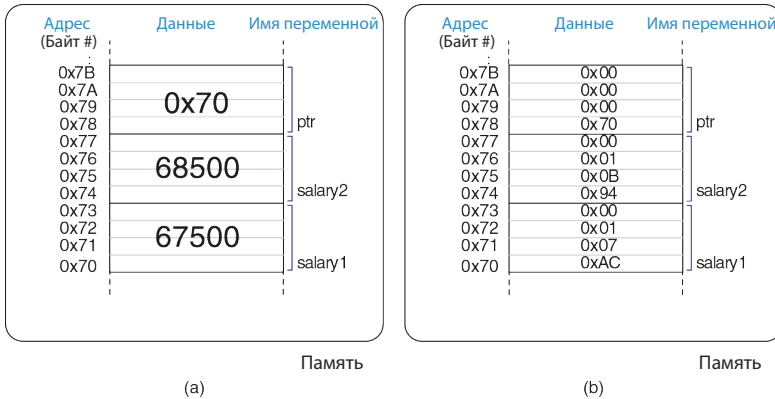 Адрес Данные Имя переменной
(Байт #)
0x7B
0x7A
0x79
0x78
0x77
0x76
0x75
0x74
0x73
0x72
0x71
0x70
0x70
68500
67500
ptr
salary2
salary1
Память
(a)
Адрес Данные Имя переменной
(Байт #)
0x7B 0x00
0x7A 0x00
0x79 0x00
0x78 0x70
0x77 0x00
0x76 0x01
0x75 0x0B
0x74 0x94
0x73 0x00
0x72 0x01
0x71 0x07
0x70 0xAC
ptr
salary2
salary1
Память
(b)